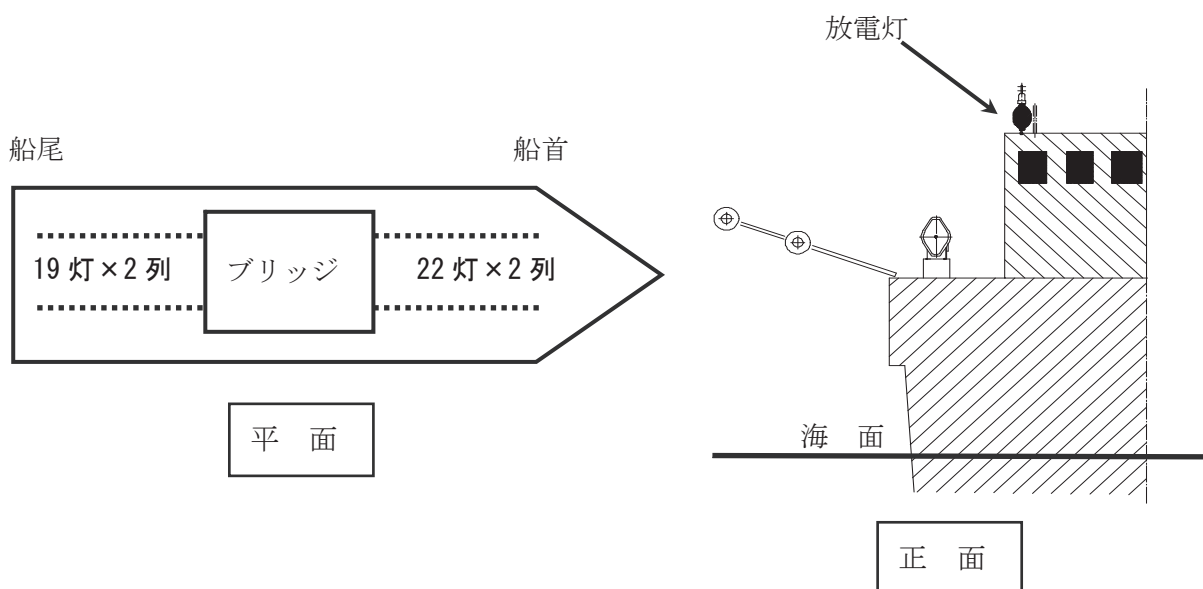 放電灯
船尾
船首
19 灯×2 列
ブリッジ
22 灯×2 列
平 面
海 面
正 面